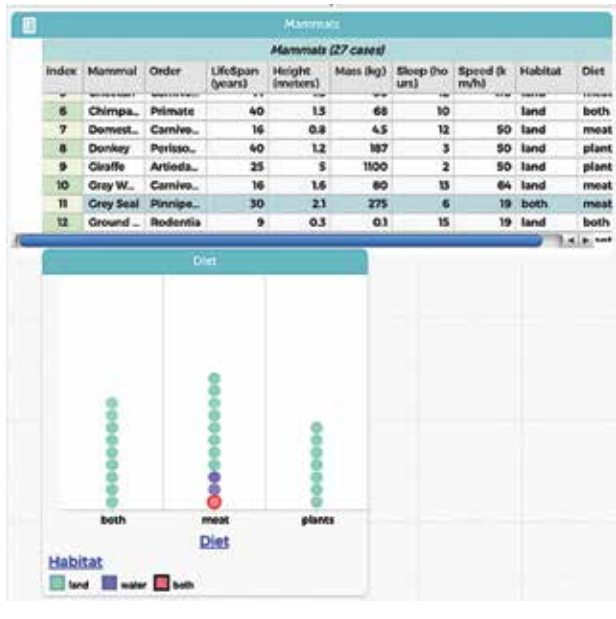 Mammals
Mammals (27 cases)
Index Mammal Order LifeSpan (years) Height (meters) Mass (kg) Sleep (ho urs) Speed (k m/h) Habitat Diet
6 Chimpa... Primate 40 1.5 68 10 land both
7 Domest... Carnivo... 16 0.8 4.5 12 50 land meat
8 Donkey Perisso... 40 1.2 187 3 50 land plant
9 Giraffe Artioda... 25 5 1100 2 50 land plant
10 Gray W... Carnivo... 16 1.6 80 13 64 land meat
11 Grey Seal Pinnipe... 30 2.1 275 6 19 both meat
12 Ground ... Rodentia 9 0.3 0.1 15 19 land both
Diet
both meat plants
Diet
Habitat
land water both